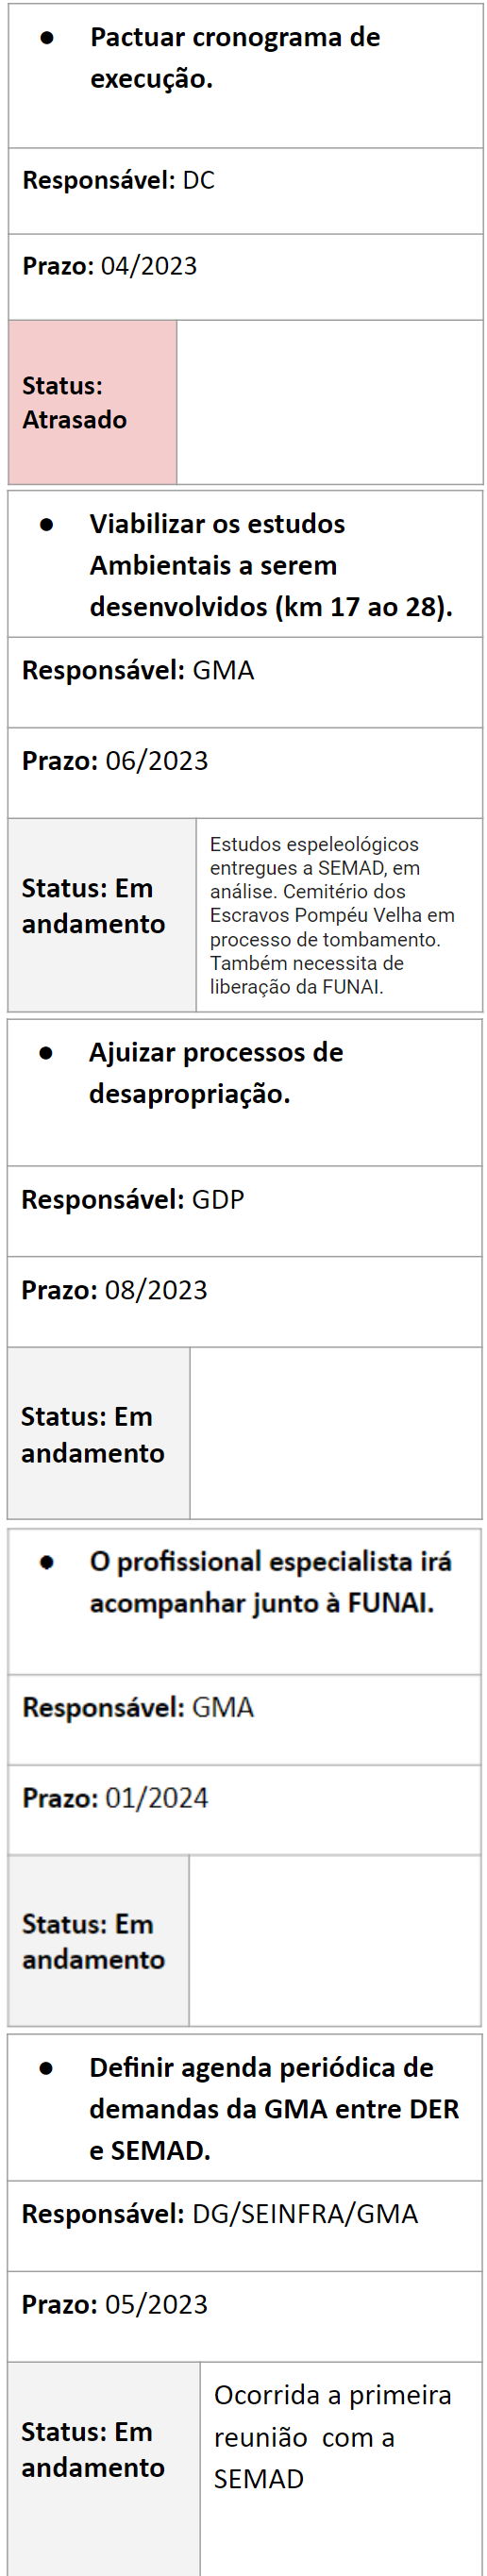 ● Pactuar cronograma de
execução.
Responsável: DC
Prazo: 04/2023
Status:
Atrasado
● Viabilizar os estudos
Ambientais a serem
desenvolvidos (km 17 ao 28).
Responsável: GMA
Prazo: 06/2023
Status: Em
andamento
Estudos espeleológicos
entregues a SEMAD, em
análise. Cemitério dos
Escravos Pompéu Velha em
processo de tombamento.
Também necessita de
liberação da FUNAI.
● Ajuizar processos de
desapropriação.
Responsável: GDP
Prazo: 08/2023
Status: Em
andamento
● O profissional especialista irá
acompanhar junto à FUNAI.
Responsável: GMA
Prazo: 01/2024
Status: Em
andamento
● Definir agenda periódica de
demandas da GMA entre DER
e SEMAD.
Responsável: DG/SEINFRA/GMA
Prazo: 05/2023
Status: Em
andamento
Ocorrida a primeira
reunião com a
SEMAD